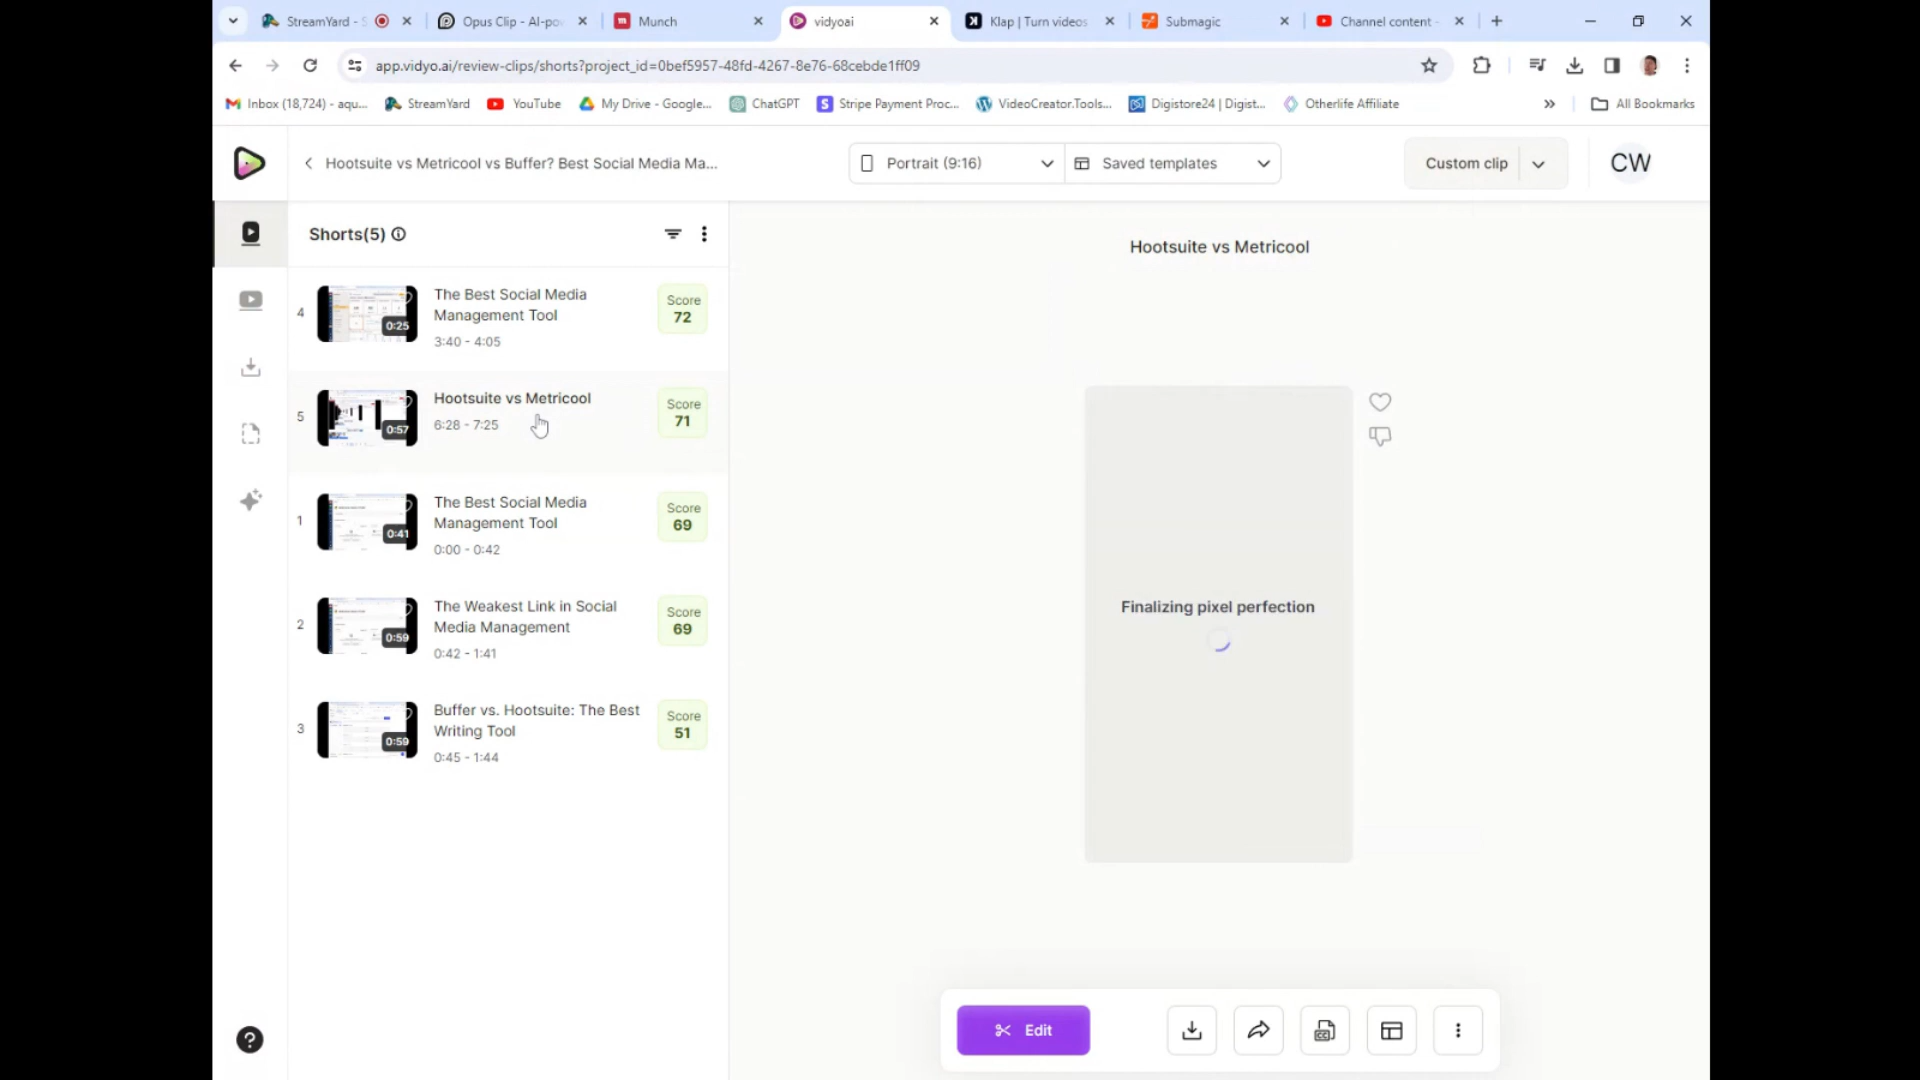 StreamYard - S
Opus Clip - AI-po
Munch
vidyoai
Klap | Turn videos
Submagic
Channel content -
app.vidyo.ai/review-clips/shorts?project_id=0bef5957-48fd-4267-8e76-68cebde1ff09
Inbox (18,724) - aqu...
StreamYard
YouTube
My Drive - Google...
ChatGPT
Stripe Payment Proc...
VideoCreator.Tools...
Digistore24 | Digist...
Otherlife Affiliate
All Bookmarks
Hootsuite vs Metricool vs Buffer? Best Social Media Ma...
Portrait (9:16)
Saved templates
Custom clip
CW
Shorts(5)
4
0:25
The Best Social Media
Management Tool
3:40 - 4:05
Score
72
5
0:57
Hootsuite vs Metricool
6:28 - 7:25
Score
71
1
0:41
The Best Social Media
Management Tool
0:00 - 0:42
Score
69
2
0:59
The Weakest Link in Social
Media Management
0:42 - 1:41
Score
69
3
0:59
Buffer vs. Hootsuite: The Best
Writing Tool
0:45 - 1:44
Score
51
Hootsuite vs Metricool
Finalizing pixel perfection
Edit
CC